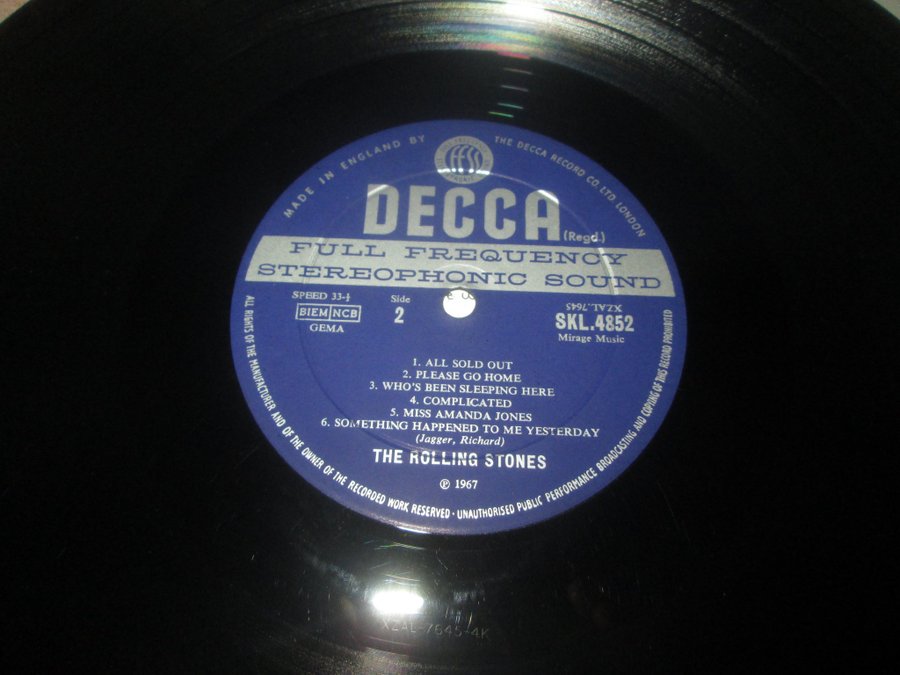 MADE IN ENGLAND BY
THE DECCA RECORD CO. LTD. LONDON
DECCA
(Regd.)
FULL FREQUENCY
STEREOPHONIC SOUND
SPEED 33-⅓
BIEM NCB
GEMA
Side
2
XZAL.7645
SKL.4852
Mirage Music
1. ALL SOLD OUT
2. PLEASE GO HOME
3. WHO'S BEEN SLEEPING HERE
4. COMPLICATED
5. MISS AMANDA JONES
6. SOMETHING HAPPENED TO ME YESTERDAY
(Jagger, Richard)
THE ROLLING STONES
℗ 1967
ALL RIGHTS OF THE MANUFACTURER AND OF THE OWNER OF THE RECORDED WORK RESERVED · UNAUTHORISED PUBLIC PERFORMANCE BROADCASTING AND COPYING OF THIS RECORD PROHIBITED
XZAL-7645-4K